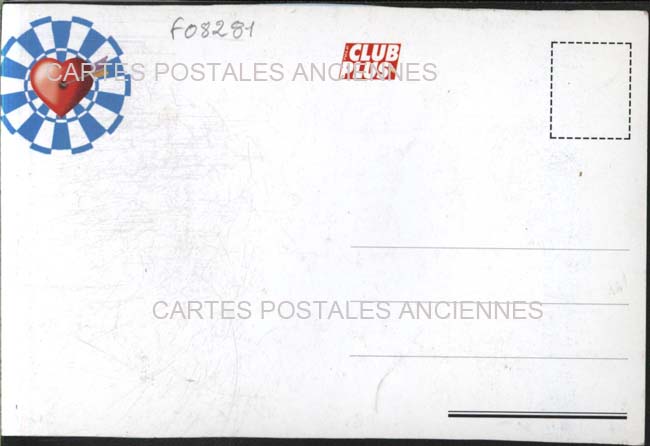 F08281
CLUB
CARTES POSTALES ANCIENNES
CARTES POSTALES ANCIENNES